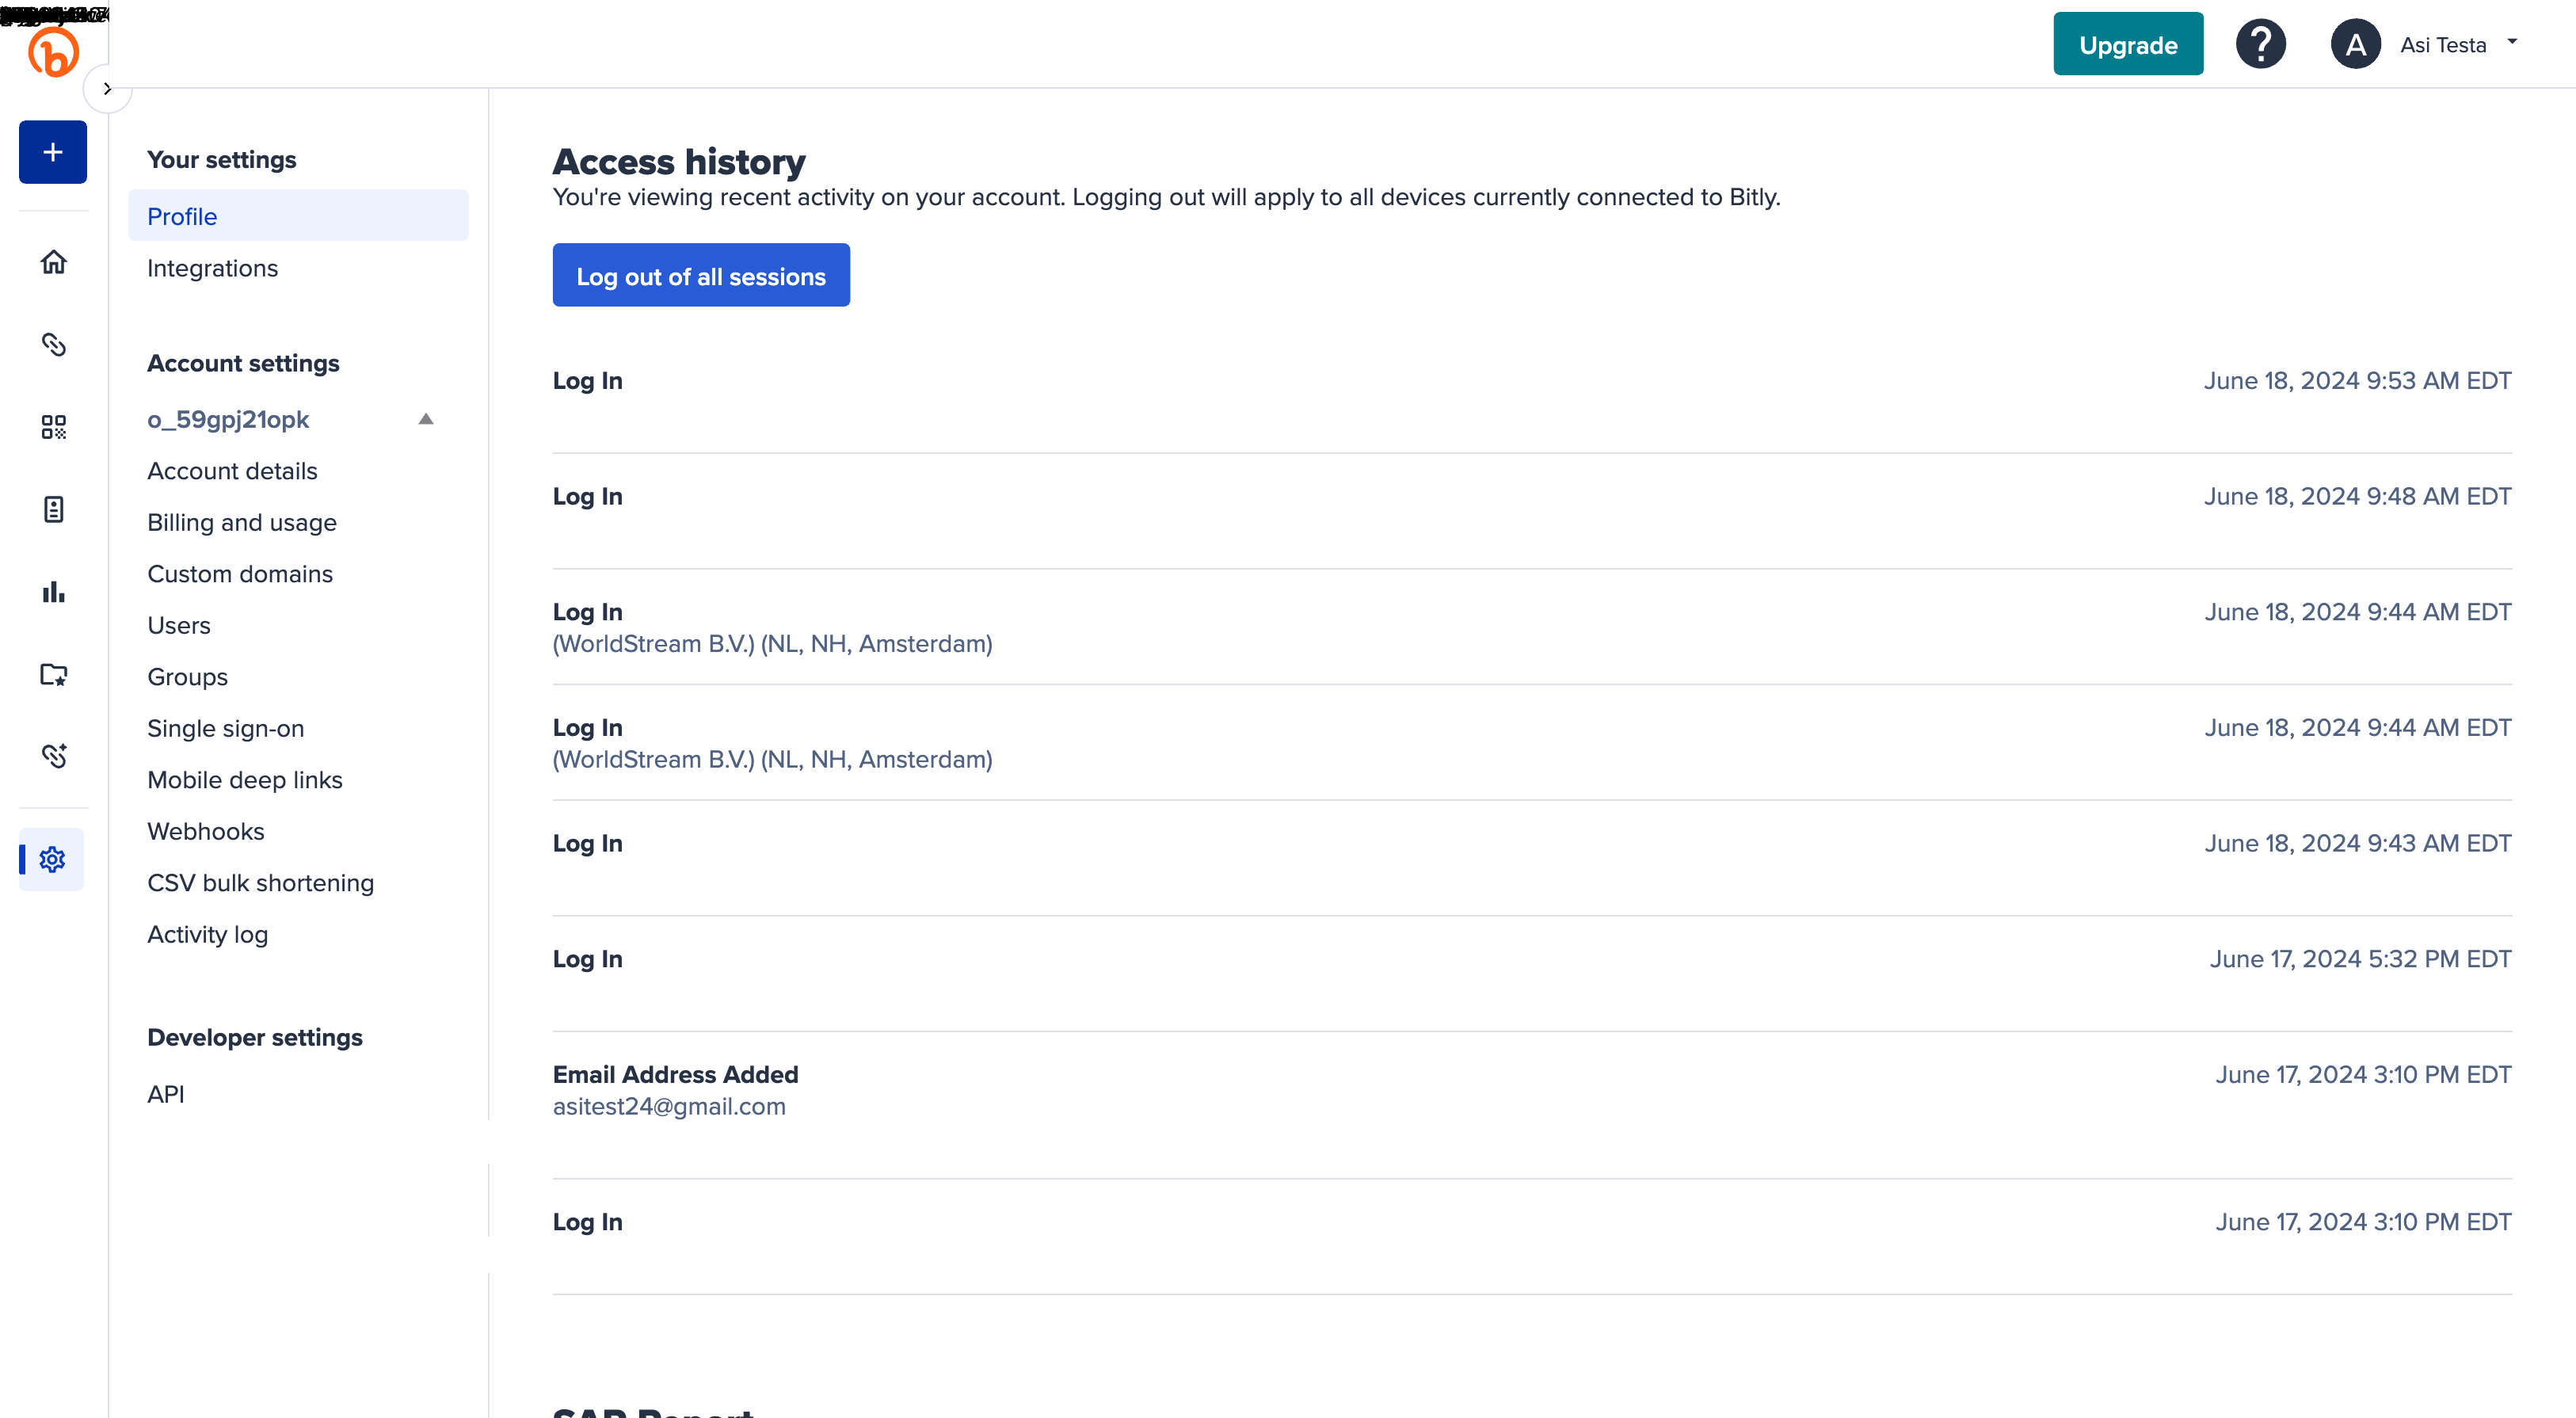 Upgrade
?
A
Asi Testa
Your settings
Profile
Integrations
Account settings
o_59gpj21opk
Account details
Billing and usage
Custom domains
Users
Groups
Single sign-on
Mobile deep links
Webhooks
CSV bulk shortening
Activity log
Developer settings
API
Access history
You're viewing recent activity on your account. Logging out will apply to all devices currently connected to Bitly.
Log out of all sessions
Log In June 18, 2024 9:53 AM EDT
Log In June 18, 2024 9:48 AM EDT
Log In June 18, 2024 9:44 AM EDT
(WorldStream B.V.) (NL, NH, Amsterdam)
Log In June 18, 2024 9:44 AM EDT
(WorldStream B.V.) (NL, NH, Amsterdam)
Log In June 18, 2024 9:43 AM EDT
Log In June 17, 2024 5:32 PM EDT
Email Address Added June 17, 2024 3:10 PM EDT
asitest24@gmail.com
Log In June 17, 2024 3:10 PM EDT